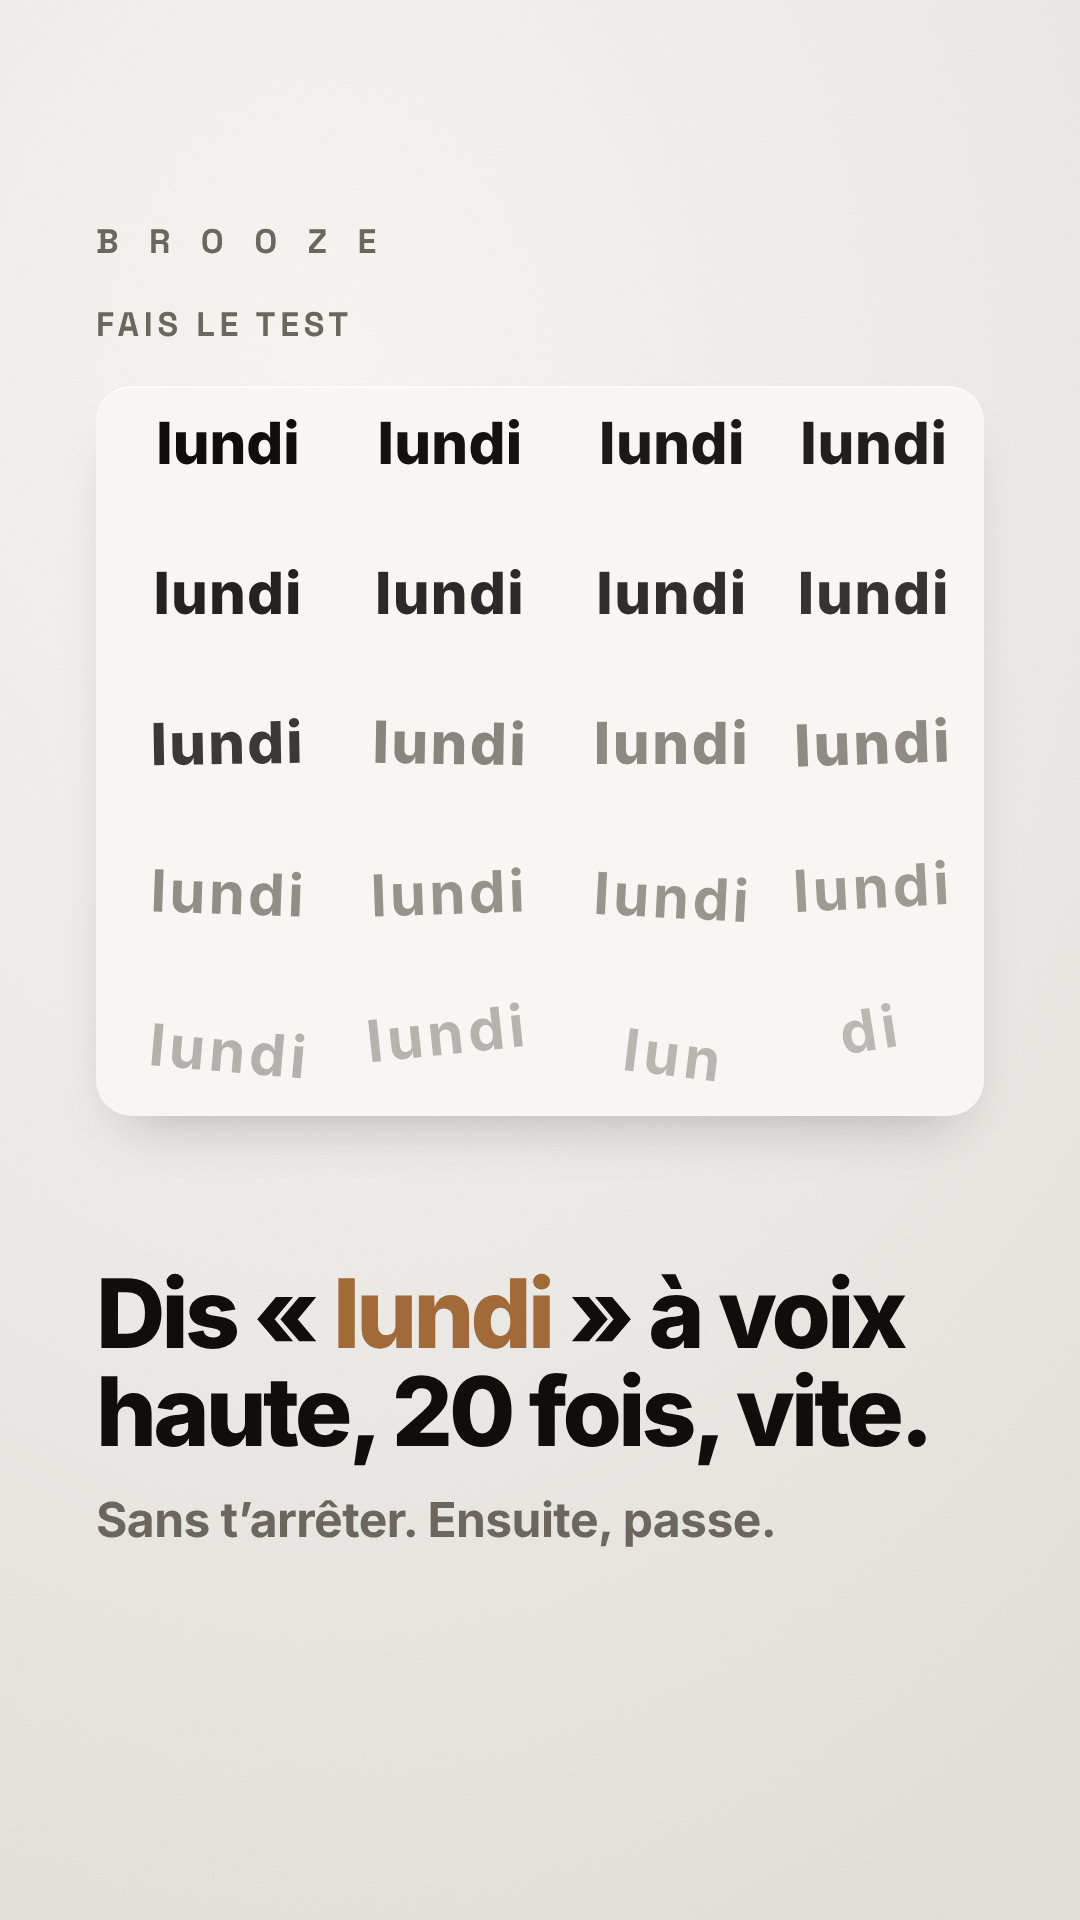 BROOZE
FAIS LE TEST
lundi lundi lundi lundi
lundi lundi lundi lundi
lundi lundi lundi lundi
lundi lundi lundi lundi
lundi lundi lun di
Dis « lundi » à voix
haute, 20 fois, vite.
Sans t’arrêter. Ensuite, passe.